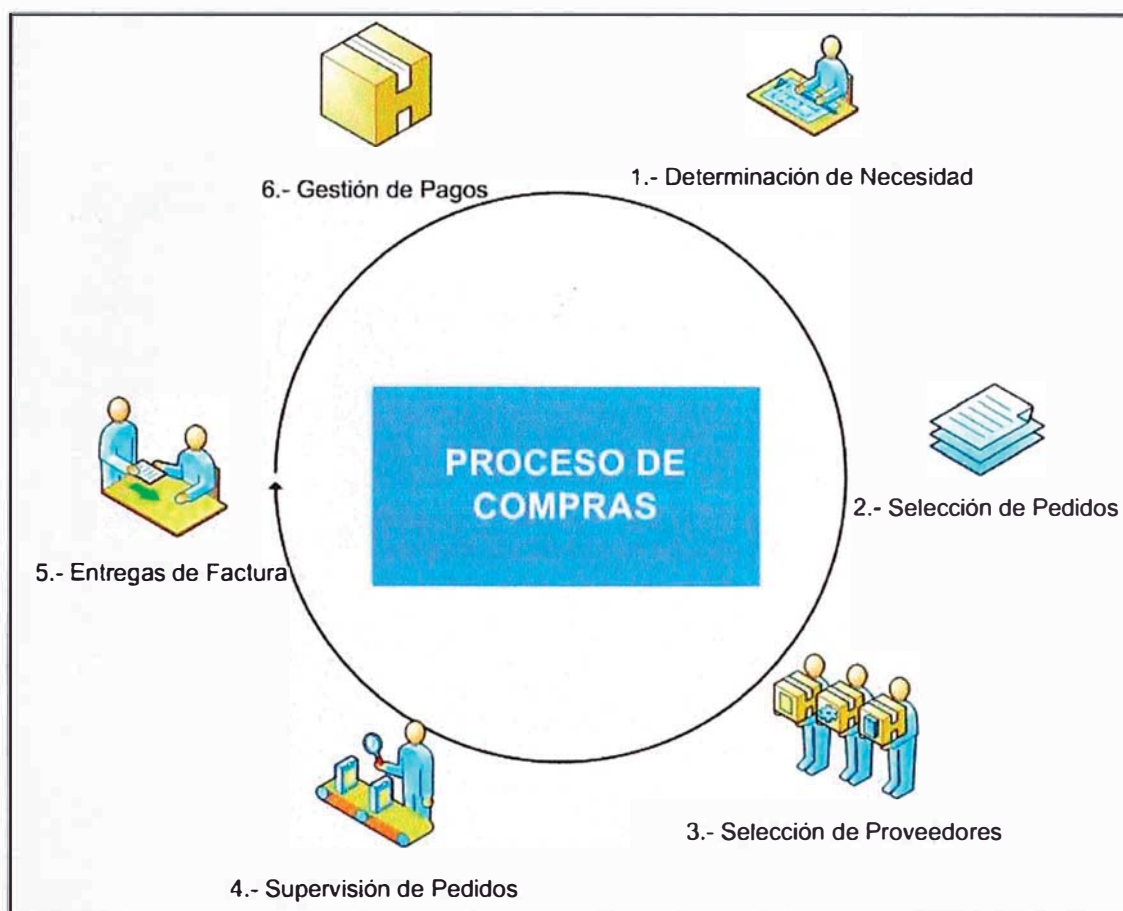 6.- Gestión de Pagos
1.- Determinación de Necesidad
PROCESO DE
COMPRAS
2.- Selección de Pedidos
5.- Entregas de Factura
3.- Selección de Proveedores
4.- Supervisión de Pedidos